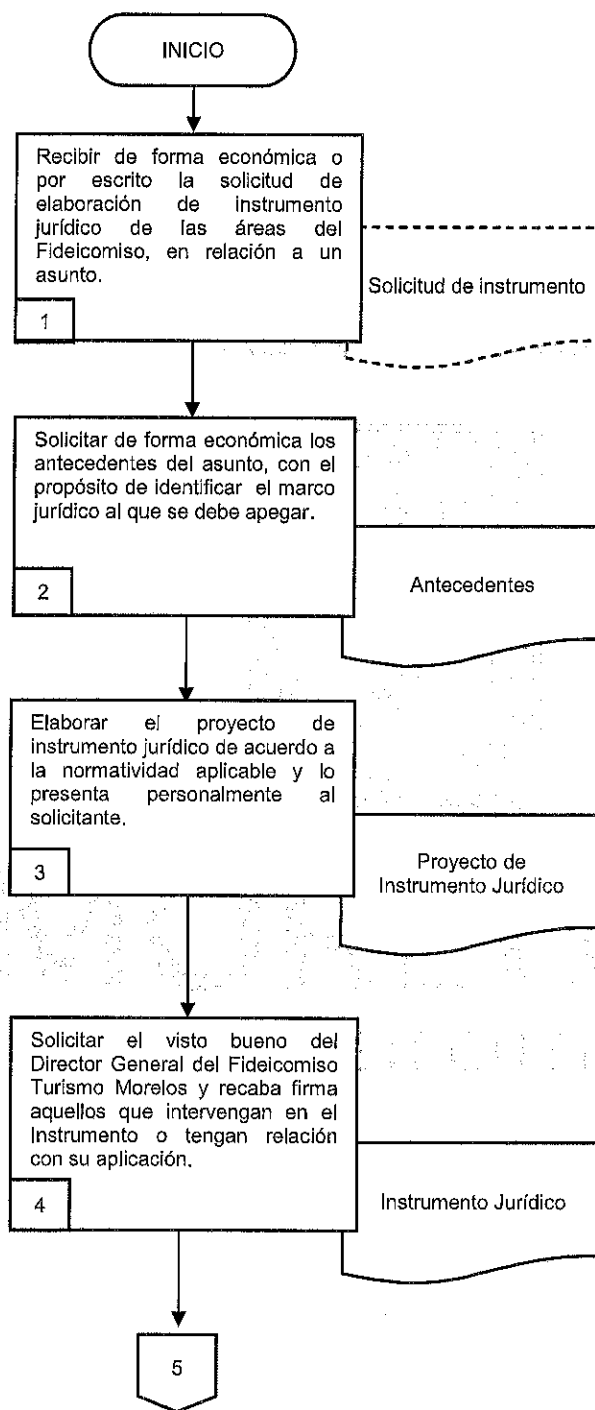 INICIO
Recibir de forma económica o
por escrito la solicitud de
elaboración de instrumento
jurídico de las áreas del
Fideicomiso, en relación a un
asunto.
1
Solicitud de instrumento
Solicitar de forma económica los
antecedentes del asunto, con el
propósito de identificar el marco
jurídico al que se debe apegar.
2
Antecedentes
Elaborar el proyecto de
instrumento jurídico de acuerdo a
la normatividad aplicable y lo
presenta personalmente al
solicitante.
3
Proyecto de
Instrumento Jurídico
Solicitar el visto bueno del
Director General del Fideicomiso
Turismo Morelos y recaba firma
aquellos que intervengan en el
Instrumento o tengan relación
con su aplicación.
4
Instrumento Jurídico
5